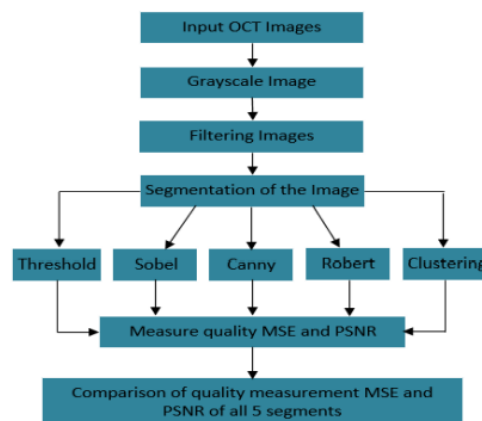 Input OCT Images
Grayscale Image
Filtering Images
Segmentation of the Image
Threshold
Sobel
Canny
Robert
Clustering
Measure quality MSE and PSNR
Comparison of quality measurement MSE and
PSNR of all 5 segments